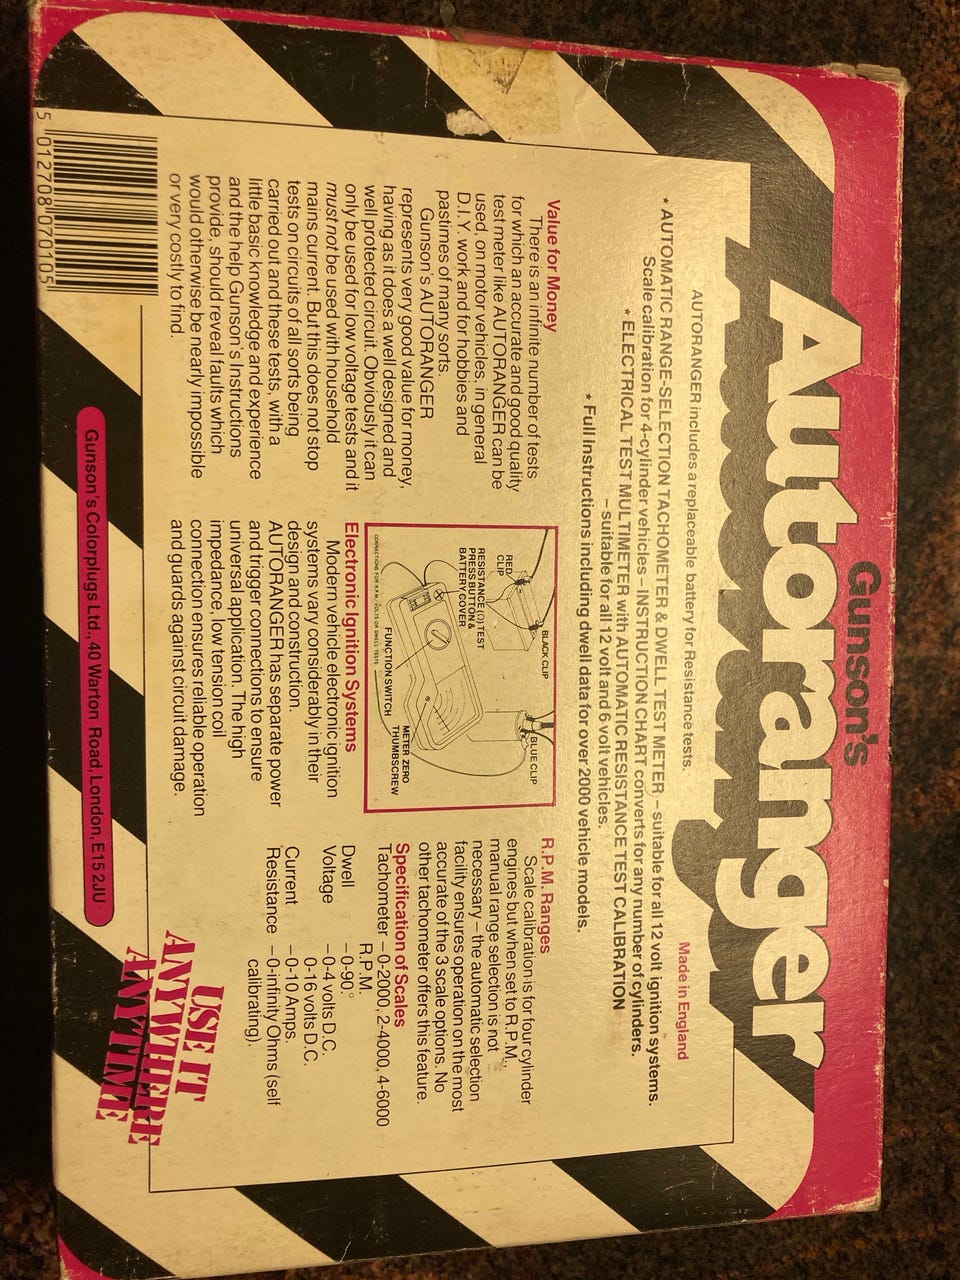 Gunson's
Autoranger
Made in England
AUTORANGER includes a replaceable battery for Resistance tests.
* AUTOMATIC RANGE-SELECTION TACHOMETER & DWELL TEST METER – suitable for all 12 volt ignition systems.
Scale calibration for 4-cylinder vehicles – INSTRUCTION CHART converts for any number of cylinders.
* ELECTRICAL TEST MULTIMETER with AUTOMATIC RESISTANCE TEST CALIBRATION
– suitable for all 12 volt and 6 volt vehicles.
* Full Instructions including dwell data for over 2000 vehicle models.
Value for Money
There is an infinite number of tests
for which an accurate and good quality
test meter like AUTORANGER can be
used, on motor vehicles, in general
D.I.Y. work and for hobbies and
pastimes of many sorts.
Gunson's AUTORANGER
represents very good value for money,
having as it does a well designed and
well protected circuit. Obviously it can
only be used for low voltage tests and it
must not be used with household
mains current. But this does not stop
tests on circuits of all sorts being
carried out and these tests, with a
little basic knowledge and experience
and the help Gunson's Instructions
provide, should reveal faults which
would otherwise be nearly impossible
or very costly to find.
RED
CLIP
BLACK CLIP
BLUE CLIP
RESISTANCE (Ω) TEST
PRESS BUTTON &
BATTERY COVER
FUNCTION SWITCH
METER ZERO
THUMBSCREW
CONNECTIONS FOR R.P.M., VOLTS OR DWELL TESTS
Electronic Ignition Systems
Modern vehicle electronic ignition
systems vary considerably in their
design and construction.
AUTORANGER has separate power
and trigger connections to ensure
universal application. The high
impedance, low tension coil
connection ensures reliable operation
and guards against circuit damage.
R.P.M. Ranges
Scale calibration is for four cylinder
engines but when set to R.P.M.,
manual range selection is not
necessary – the automatic selection
facility ensures operation on the most
accurate of the 3 scale options. No
other tachometer offers this feature.
Specification of Scales
Tachometer – 0-2000, 2-4000, 4-6000
R.P.M.
Dwell – 0-90°
Voltage – 0-4 volts D.C.
0-16 volts D.C.
Current – 0-10 Amps.
Resistance – 0-infinity Ohms (self
calibrating).
5 012708 070105
Gunson's Colorplugs Ltd., 40 Warton Road, London, E15 2JU
USE IT
ANYWHERE
ANYTIME